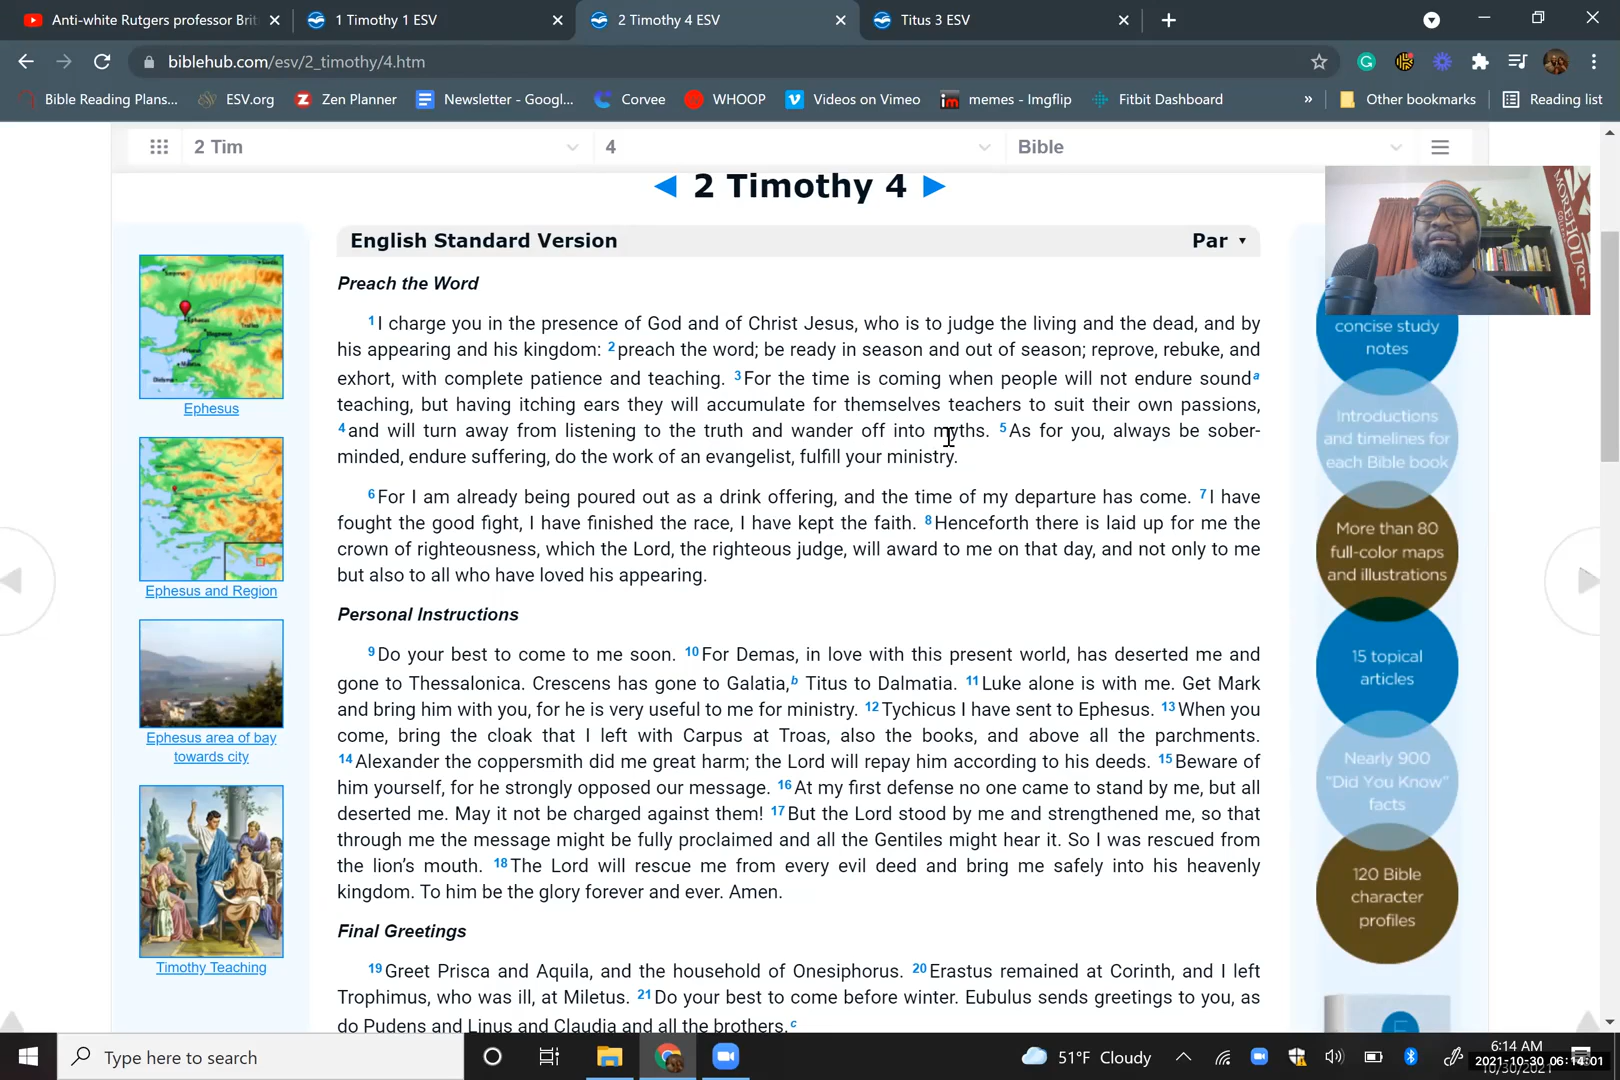 Anti-white Rutgers professor Brit
1 Timothy 1 ESV
2 Timothy 4 ESV
Titus 3 ESV
biblehub.com/esv/2_timothy/4.htm
Bible Reading Plans...
ESV.org
Zen Planner
Newsletter - Googl...
Corvee
WHOOP
Videos on Vimeo
memes - Imgflip
Fitbit Dashboard
»
Other bookmarks
Reading list
2 Tim
4
Bible
◄ 2 Timothy 4 ►
English Standard Version
Par ▼
Preach the Word
1 I charge you in the presence of God and of Christ Jesus, who is to judge the living and the dead, and by
his appearing and his kingdom: 2 preach the word; be ready in season and out of season; reprove, rebuke, and
exhort, with complete patience and teaching. 3 For the time is coming when people will not endure sound a
teaching, but having itching ears they will accumulate for themselves teachers to suit their own passions,
4 and will turn away from listening to the truth and wander off into myths. 5 As for you, always be sober-
minded, endure suffering, do the work of an evangelist, fulfill your ministry.
6 For I am already being poured out as a drink offering, and the time of my departure has come. 7 I have
fought the good fight, I have finished the race, I have kept the faith. 8 Henceforth there is laid up for me the
crown of righteousness, which the Lord, the righteous judge, will award to me on that day, and not only to me
but also to all who have loved his appearing.
Personal Instructions
9 Do your best to come to me soon. 10 For Demas, in love with this present world, has deserted me and
gone to Thessalonica. Crescens has gone to Galatia, b Titus to Dalmatia. 11 Luke alone is with me. Get Mark
and bring him with you, for he is very useful to me for ministry. 12 Tychicus I have sent to Ephesus. 13 When you
come, bring the cloak that I left with Carpus at Troas, also the books, and above all the parchments.
14 Alexander the coppersmith did me great harm; the Lord will repay him according to his deeds. 15 Beware of
him yourself, for he strongly opposed our message. 16 At my first defense no one came to stand by me, but all
deserted me. May it not be charged against them! 17 But the Lord stood by me and strengthened me, so that
through me the message might be fully proclaimed and all the Gentiles might hear it. So I was rescued from
the lion's mouth. 18 The Lord will rescue me from every evil deed and bring me safely into his heavenly
kingdom. To him be the glory forever and ever. Amen.
Final Greetings
19 Greet Prisca and Aquila, and the household of Onesiphorus. 20 Erastus remained at Corinth, and I left
Trophimus, who was ill, at Miletus. 21 Do your best to come before winter. Eubulus sends greetings to you, as
do Pudens and Linus and Claudia and all the brothers. c
Ephesus
Ephesus and Region
Ephesus area of bay
towards city
Timothy Teaching
MOREHOUSE
concise study
notes
Introductions
and timelines for
each Bible book
More than 80
full-color maps
and illustrations
15 topical
articles
Nearly 900
"Did You Know"
facts
120 Bible
character
profiles
Type here to search
51°F Cloudy
6:14 AM
2021-10-30 06:14:01